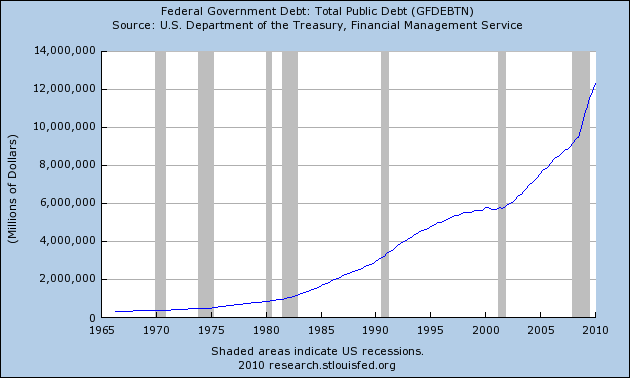 Federal Government Debt: Total Public Debt (GFDEBTN)
Source: U.S. Department of the Treasury, Financial Management Service
14,000,000
12,000,000
10,000,000
8,000,000
6,000,000
4,000,000
2,000,000
0
(Millions of Dollars)
1965 1970 1975 1980 1985 1990 1995 2000 2005 2010
Shaded areas indicate US recessions.
2010 research.stlouisfed.org